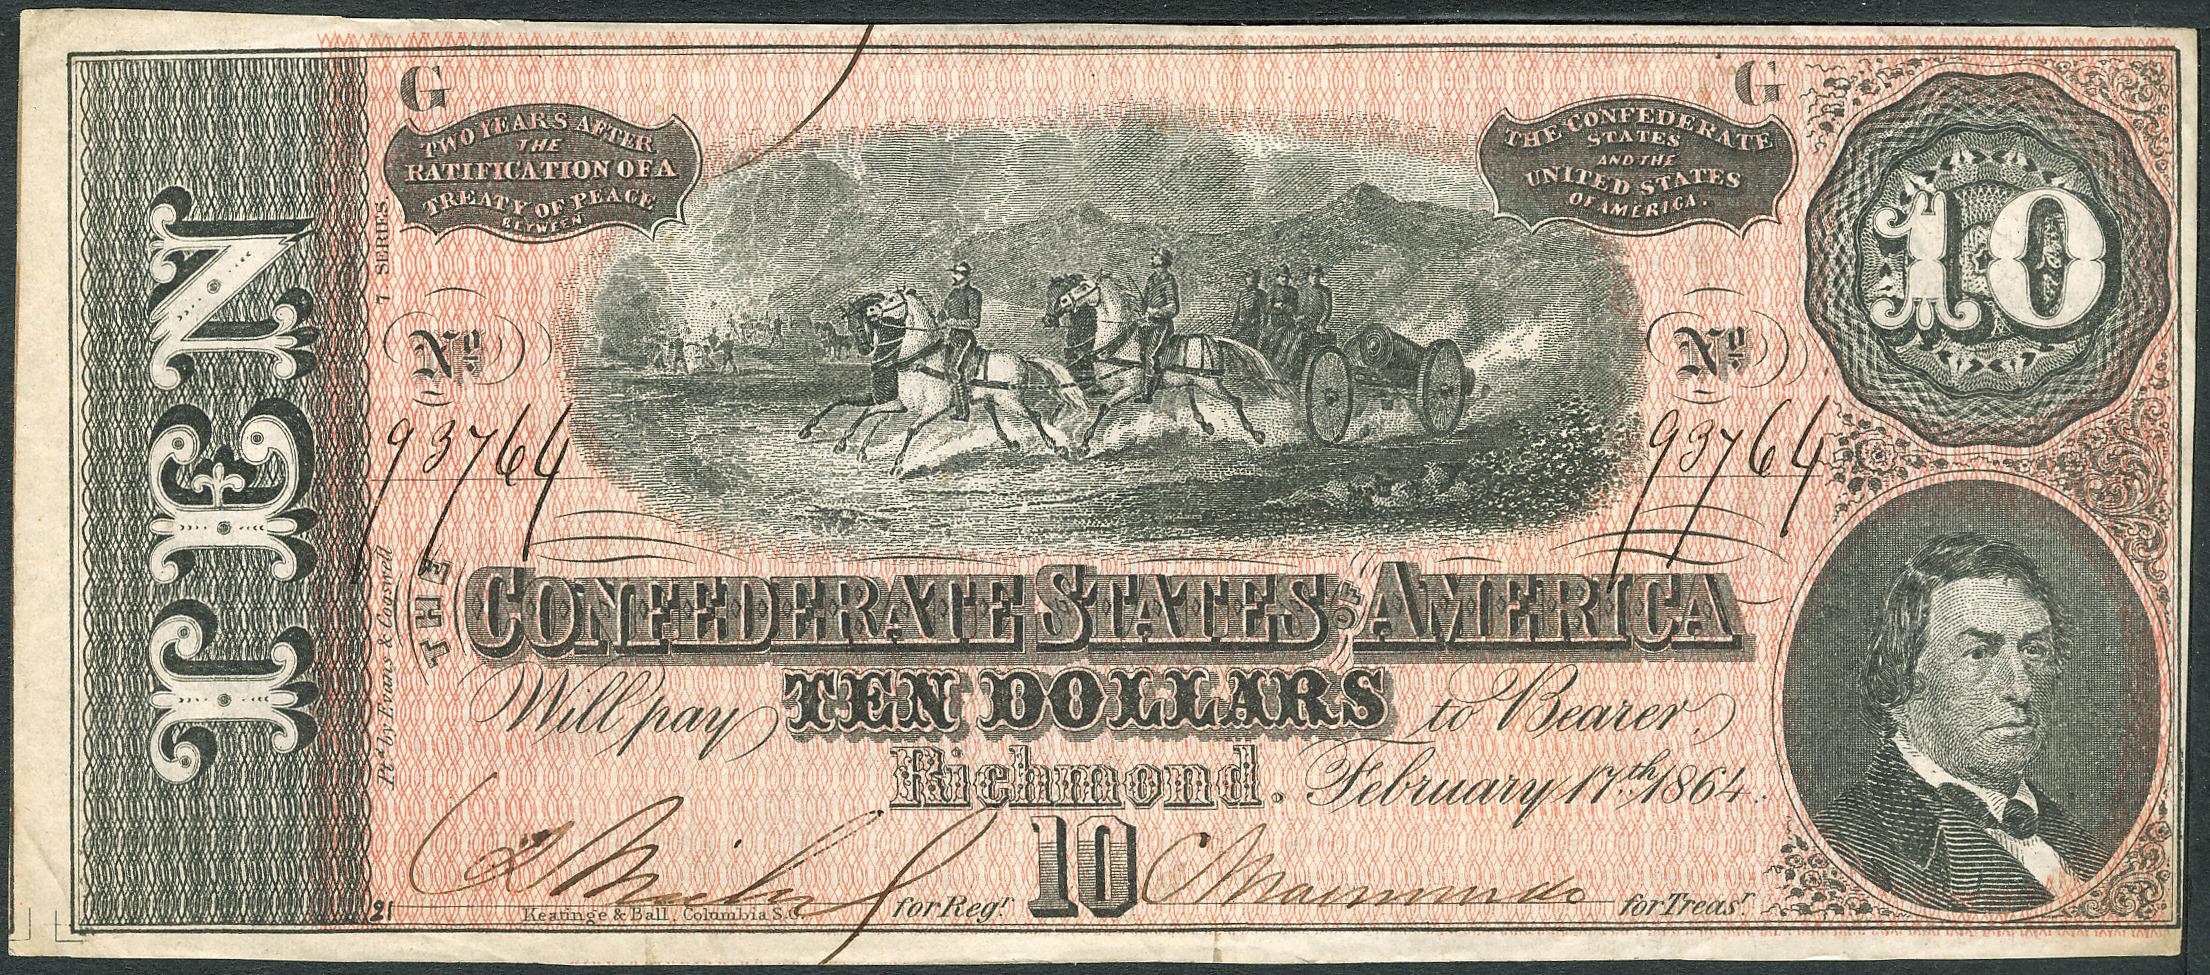 G
G
TWO YEARS AFTER
THE
RATIFICATION OF A
TREATY OF PEACE
BETWEEN
THE CONFEDERATE
STATES
AND THE
UNITED STATES
OF AMERICA.
10
TEN
7. SERIES.
No
No
93764
93764
THE CONFEDERATE STATES OF AMERICA
Will pay TEN DOLLARS to Bearer,
Richmond. February 17th 1864.
Ptd. by Evans & Cogswell
10
for Regr.
for Treasr.
21
Keatinge & Ball, Columbia S.C.